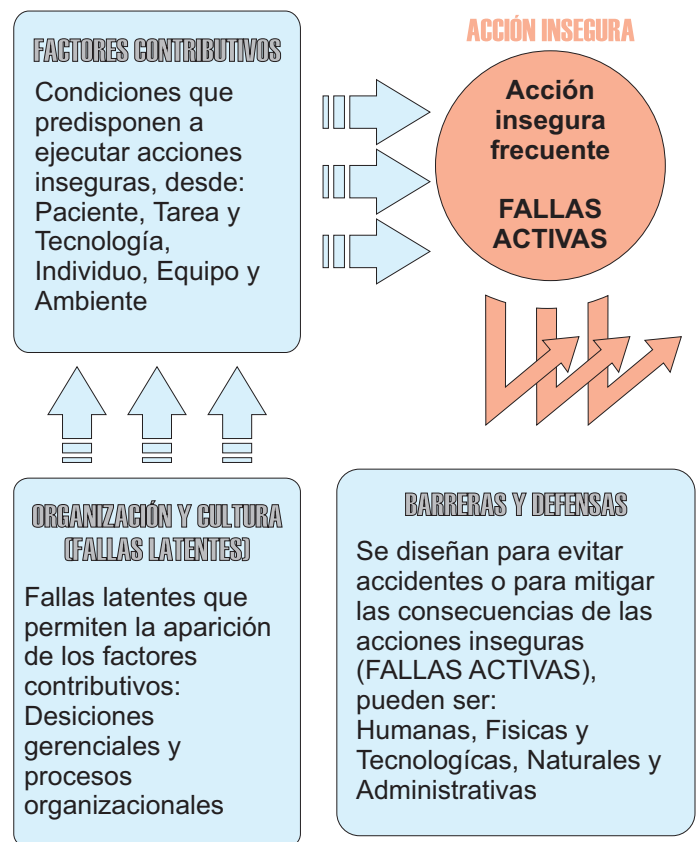 FACTORES CONTRIBUTIVOS
Condiciones que
predisponen a
ejecutar acciones
inseguras, desde:
Paciente, Tarea y
Tecnología,
Individuo, Equipo y
Ambiente
ACCIÓN INSEGURA
Acción
insegura
frecuente
FALLAS
ACTIVAS
ORGANIZACIÓN Y CULTURA
(FALLAS LATENTES)
Fallas latentes que
permiten la aparición
de los factores
contributivos:
Desiciones
gerenciales y
procesos
organizacionales
BARRERAS Y DEFENSAS
Se diseñan para evitar
accidentes o para mitigar
las consecuencias de las
acciones inseguras
(FALLAS ACTIVAS),
pueden ser:
Humanas, Fisicas y
Tecnologícas, Naturales y
Administrativas